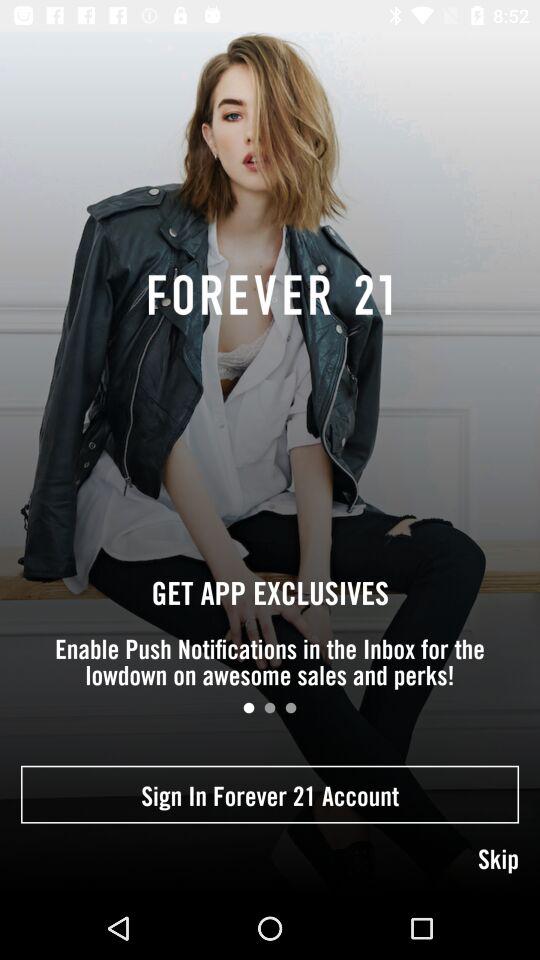 8:52
FOREVER 21
GET APP EXCLUSIVES
Enable Push Notifications in the Inbox for the
lowdown on awesome sales and perks!
Sign In Forever 21 Account
Skip